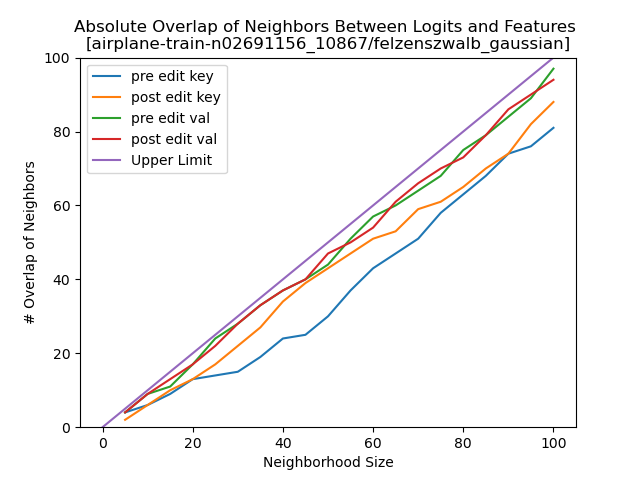 Absolute Overlap of Neighbors Between Logits and Features
[airplane-train-n02691156_10867/felzenszwalb_gaussian]
100
80
60
40
20
0
# Overlap of Neighbors
pre edit key
post edit key
pre edit val
post edit val
Upper Limit
0 20 40 60 80 100
Neighborhood Size